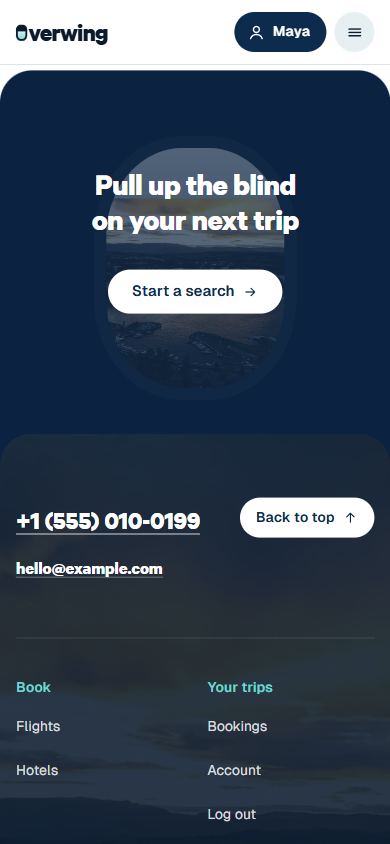 Overwing
Maya
Pull up the blind
on your next trip
Start a search
+1 (555) 010-0199
Back to top
hello@example.com
Book
Your trips
Flights
Bookings
Hotels
Account
Log out